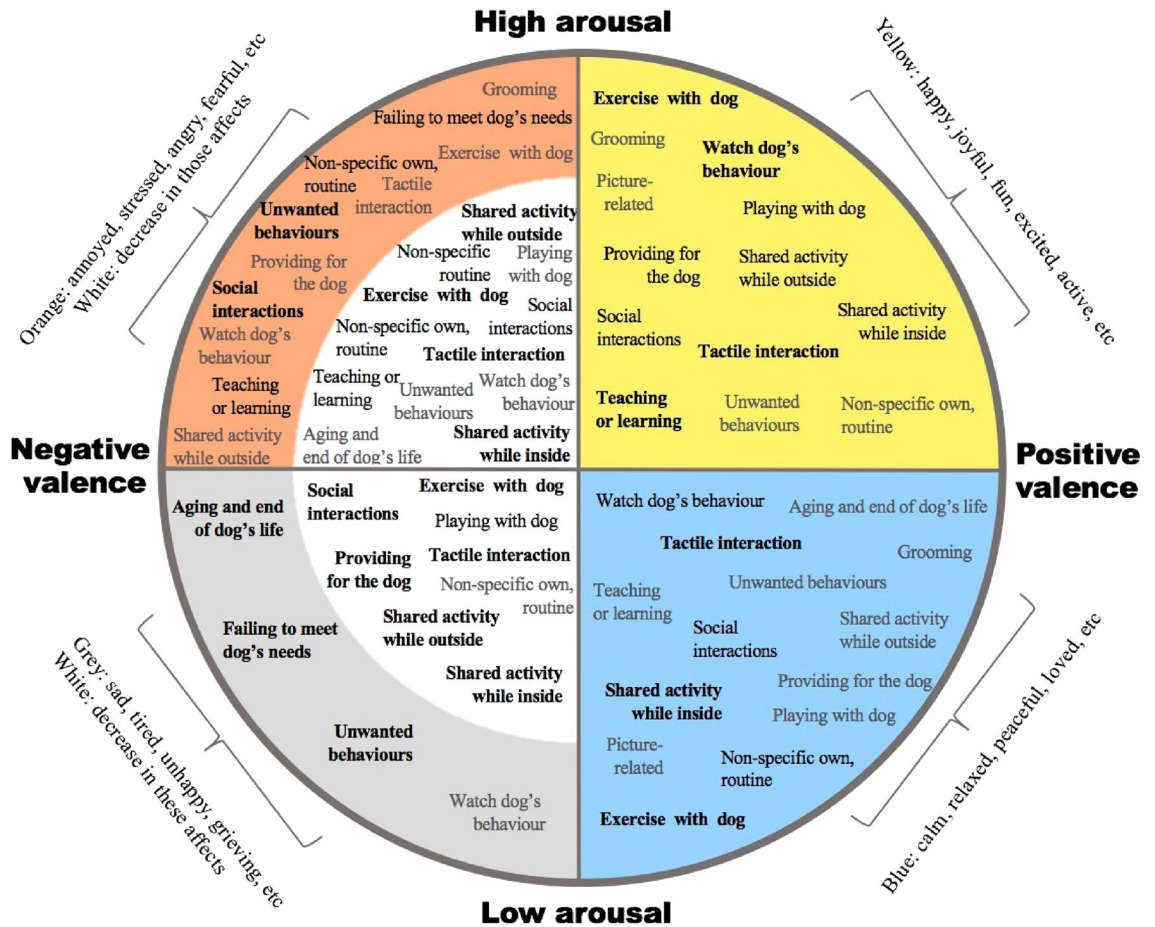 High arousal
Orange: annoyed, stressed, angry, fearful, etc
White: decrease in those affects
Yellow: happy, joyful, fun, excited, active, etc
Grooming
Failing to meet dog's needs
Exercise with dog
Non-specific own,
routine
Tactile
interaction
Unwanted
behaviours
Providing for
the dog
Social
interactions
Watch dog's
behaviour
Teaching
or learning
Shared activity
while outside
Shared activity
while outside
Non-specific
routine
Playing
with dog
Exercise with dog
Social
interactions
Non-specific own,
routine
Tactile interaction
Teaching or
learning
Unwanted
behaviours
Watch dog's
behaviour
Aging and
end of dog's life
Shared activity
while inside
Exercise with dog
Grooming
Watch dog's
behaviour
Picture-
related
Playing with dog
Providing for
the dog
Shared activity
while outside
Social
interactions
Shared activity
while inside
Tactile interaction
Teaching
or learning
Unwanted
behaviours
Non-specific own,
routine
Negative
valence
Positive
valence
Aging and end
of dog's life
Failing to meet
dog's needs
Unwanted
behaviours
Watch dog's
behaviour
Social
interactions
Exercise with dog
Playing with dog
Providing
for the dog
Tactile interaction
Non-specific own,
routine
Shared activity
while outside
Shared activity
while inside
Watch dog's behaviour
Aging and end of dog's life
Tactile interaction
Grooming
Teaching
or learning
Unwanted behaviours
Social
interactions
Shared activity
while outside
Shared activity
while inside
Providing for the dog
Playing with dog
Picture-
related
Non-specific own,
routine
Exercise with dog
Grey: sad, tired, unhappy, grieving, etc
White: decrease in these affects
Blue: calm, relaxed, peaceful, loved, etc
Low arousal